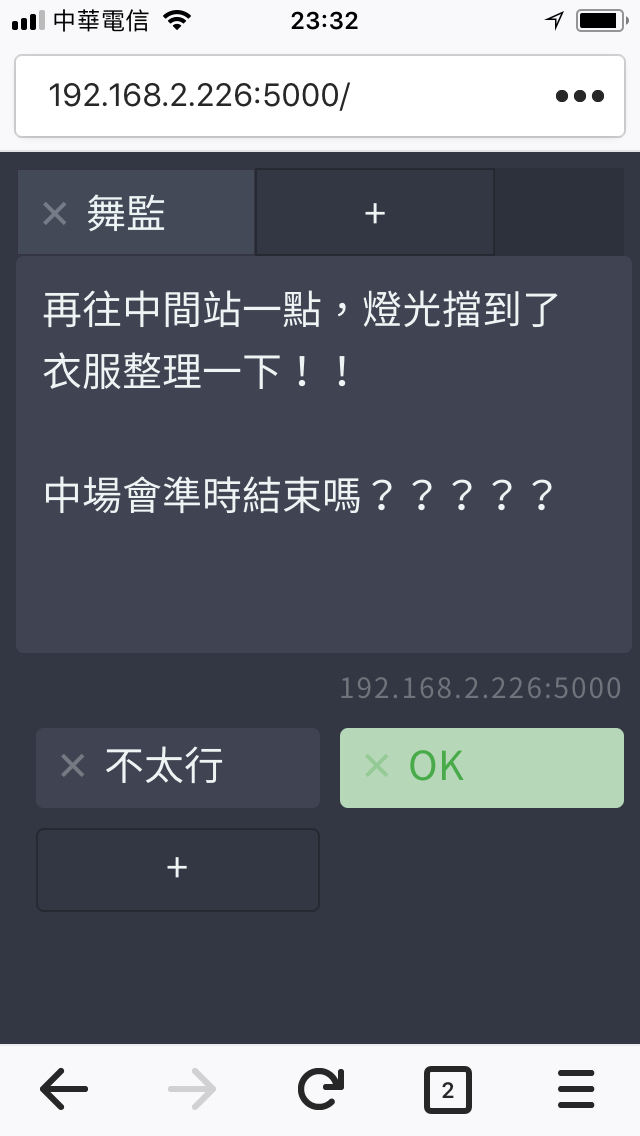 中華電信
23:32
192.168.2.226:5000/
舞監
+
再往中間站一點，燈光擋到了
衣服整理一下！！
中場會準時結束嗎？？？？？
192.168.2.226:5000
不太行
OK
+
2